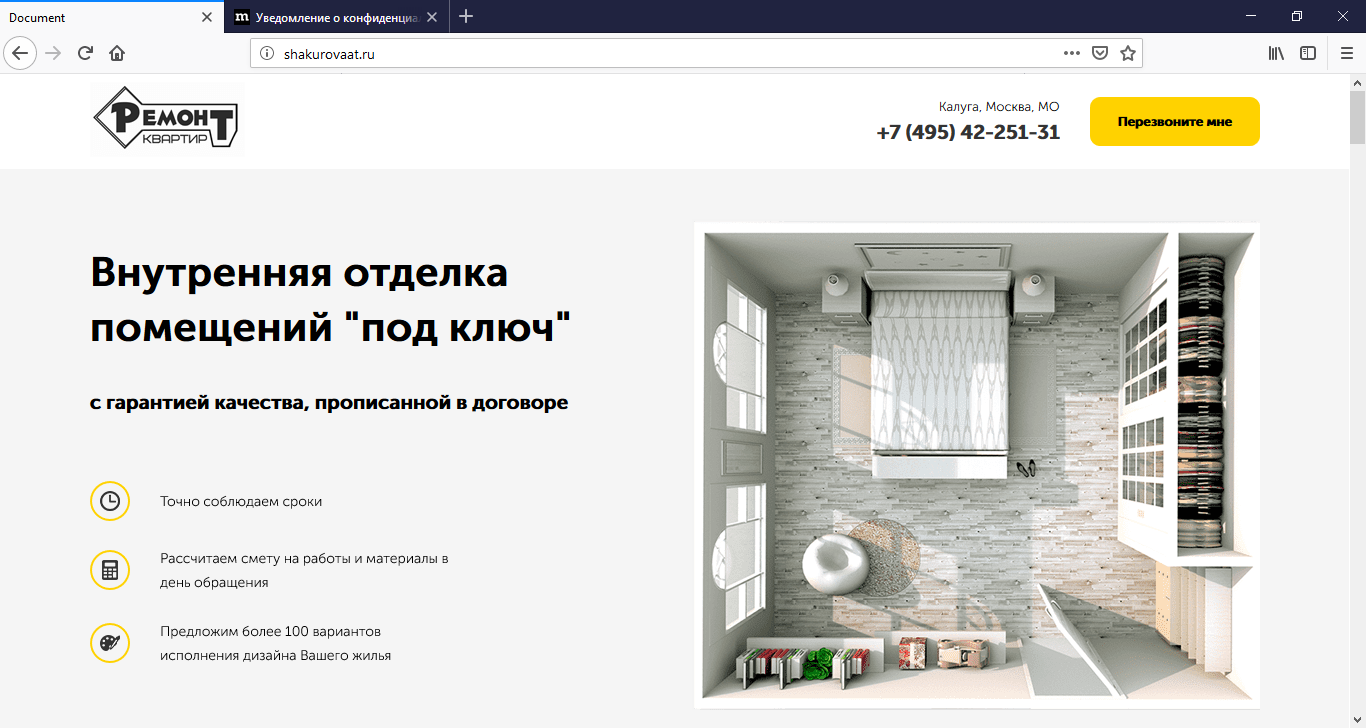 Document
m Уведомление о конфиденциа
shakurovaat.ru
РЕМОНТ
КВАРТИР
Калуга, Москва, МО
+7 (495) 42-251-31
Перезвоните мне
Внутренняя отделка
помещений "под ключ"
с гарантией качества, прописанной в договоре
Точно соблюдаем сроки
Рассчитаем смету на работы и материалы в
день обращения
Предложим более 100 вариантов
исполнения дизайна Вашего жилья